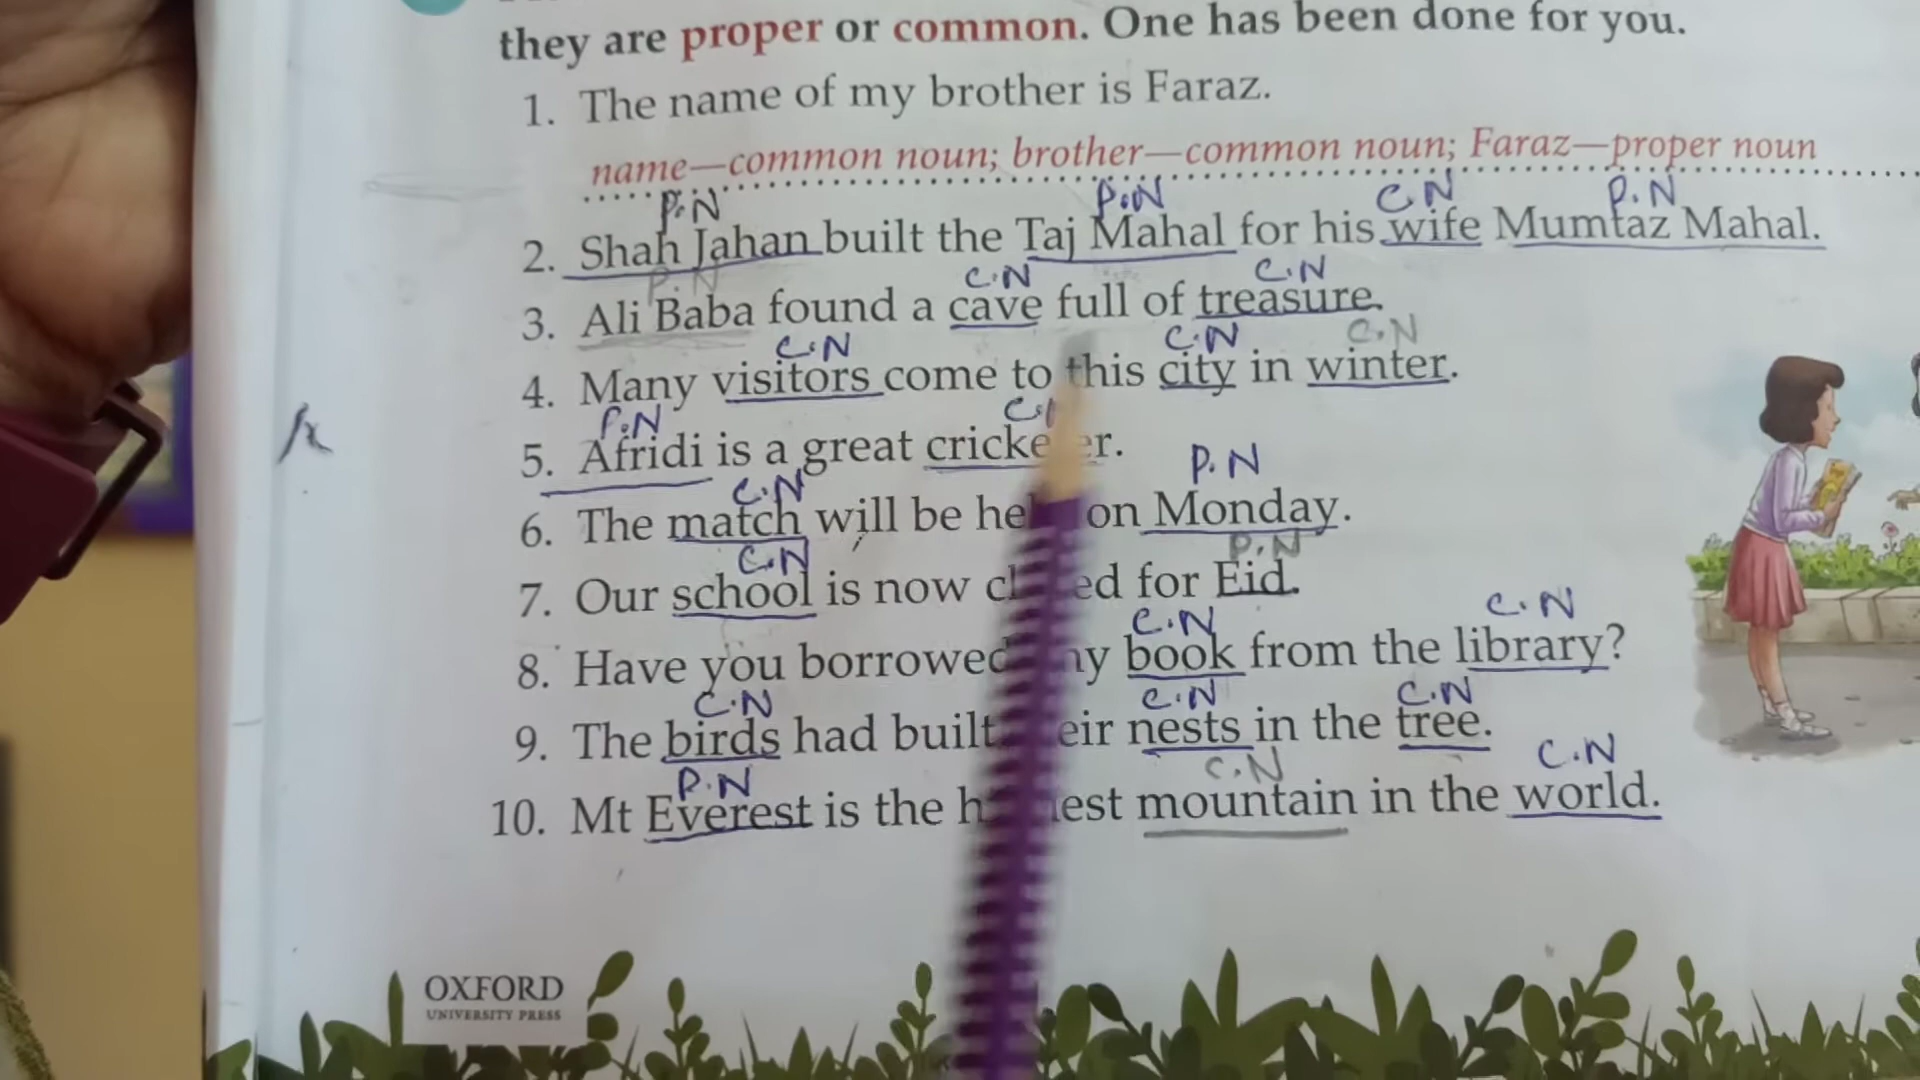 they are proper or common. One has been done for you.
1. The name of my brother is Faraz.
name—common noun; brother—common noun; Faraz—proper noun
P.N P.N C N P.N
2. Shah Jahan built the Taj Mahal for his wife Mumtaz Mahal.
P.N C.N C.N
3. Ali Baba found a cave full of treasure.
C.N C.N C.N
4. Many visitors come to this city in winter.
P.N
5. Afridi is a great
C.N P.N
6. The match will be on Monday.
C.N P.N
7. Our school is now for Eid.
C.N C.N
8. Have you borrowed book from the library?
C.N C.N C.N
9. The birds had built nests in the tree.
P.N C.N C.N
10. Mt Everest is the mountain in the world.
OXFORD
UNIVERSITY PRESS